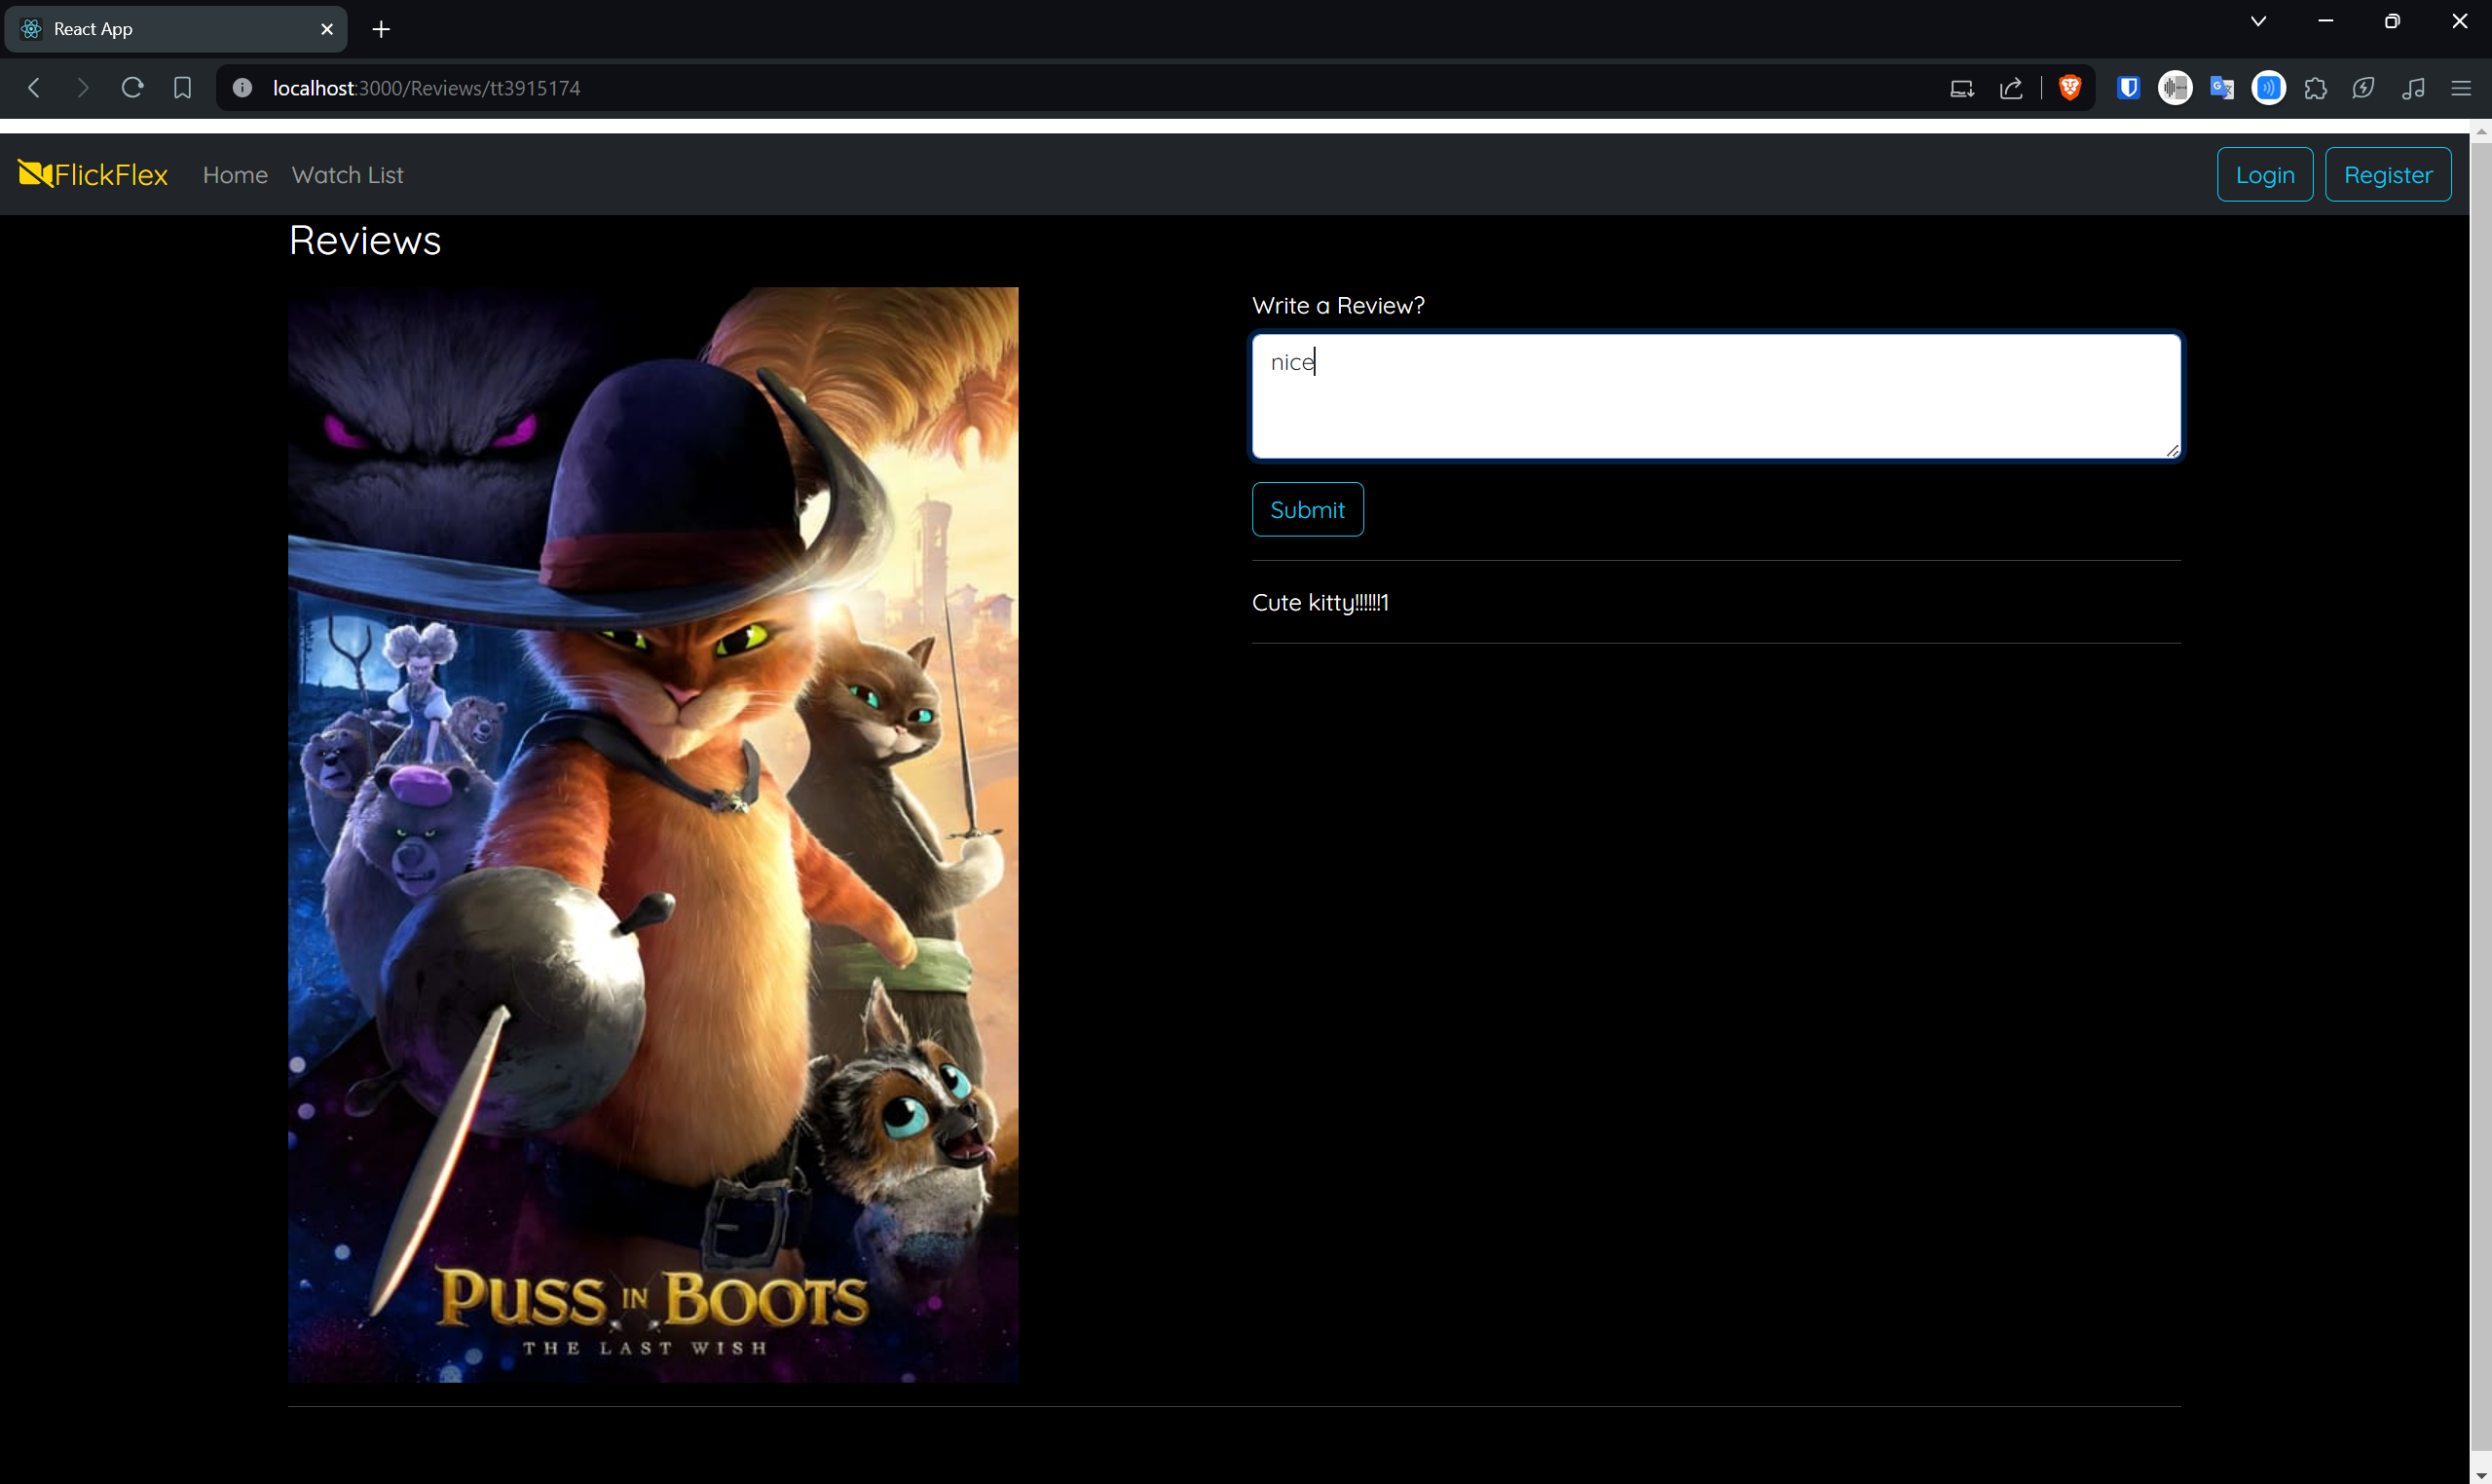 React App
localhost:3000/Reviews/tt3915174
FlickFlex
Home
Watch List
Login
Register
Reviews
Write a Review?
nice
Submit
Cute kitty!!!!!!1
PUSS IN BOOTS
THE LAST WISH